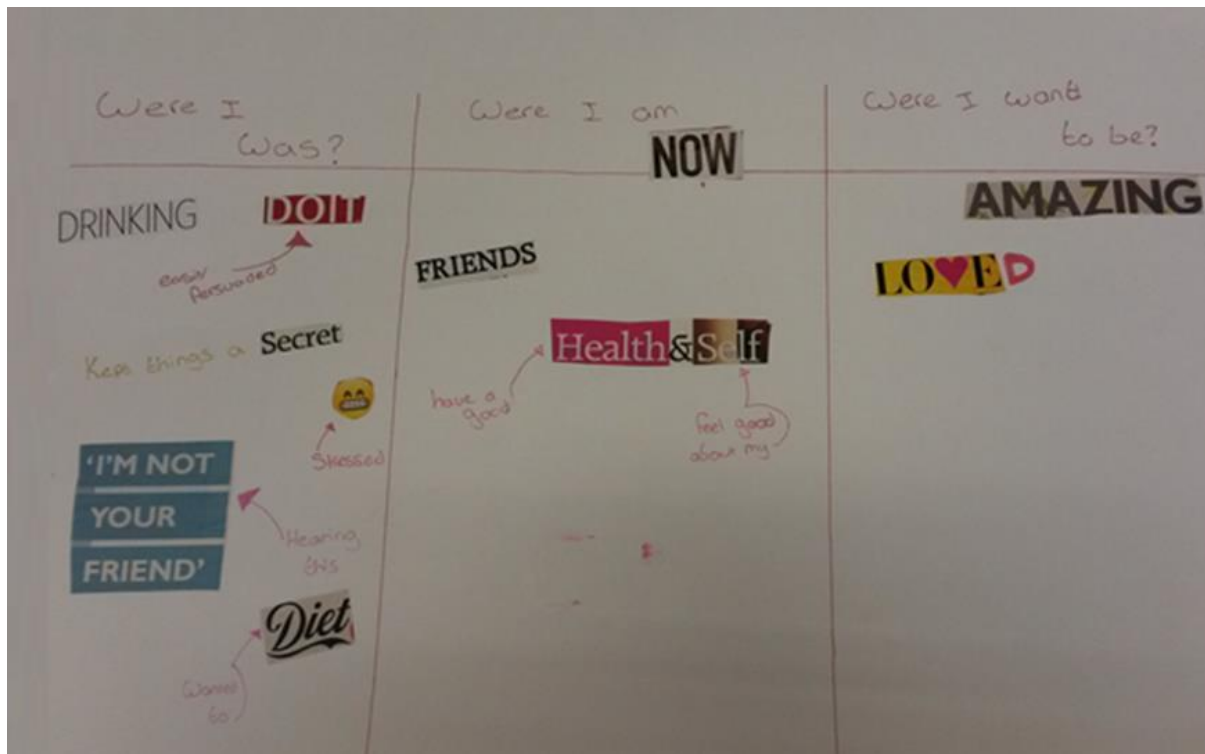 Were I
Was?
DRINKING DOIT
easily
Persuaded
Keps things a Secret
Stressed
'I'M NOT
YOUR
FRIEND'
Hearing
this
Diet
Wanted
to
Were I am
NOW
FRIENDS
Health & Self
have a
good
feel good
about my
Were I want
to be?
AMAZING
LOVED